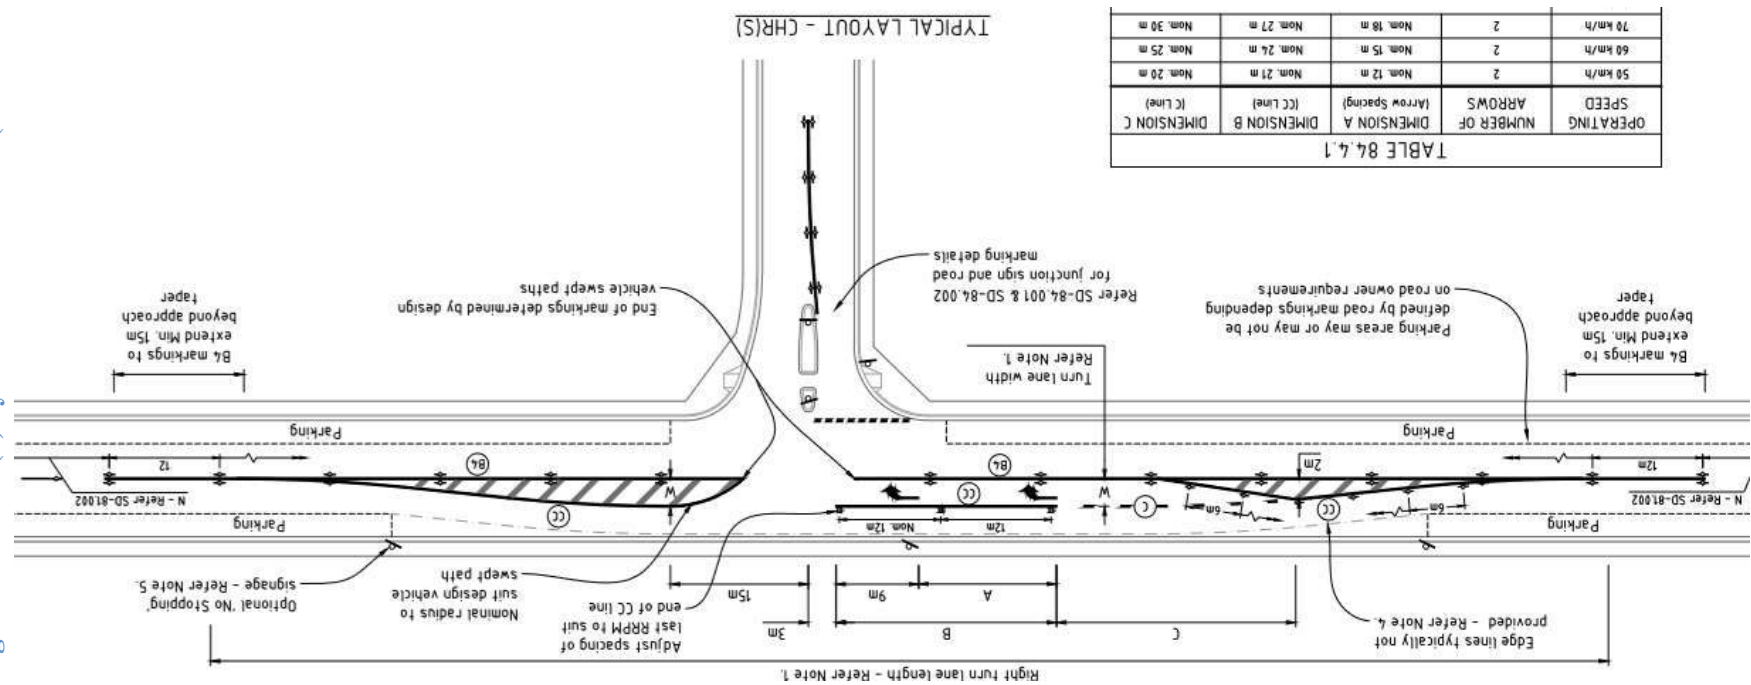 Right turn lane length - Refer Note 1.
C
B
3m
A
9m
15m
Edge lines typically not
provided - Refer Note 4.
Adjust spacing of
last RRPM to suit
end of CC line
Nominal radius to
suit design vehicle
swept path
Optional 'No Stopping'
signage - Refer Note 5.
Parking
Parking
N - Refer SD-81.002
6m
CC
6m
C
12m
Nom. 12m
CC
W
W
CC
N - Refer SD-81.002
12m
2m
B4
B4
12
Parking
Parking
B4 markings to
extend Min. 15m
beyond approach
taper
Parking areas may or may not be
defined by road markings depending
on road owner requirements
Turn lane width
Refer Note 1.
Refer SD-84.001 & SD-84.002
for junction sign and road
marking details
End of markings determined by design
vehicle swept paths
B4 markings to
extend Min. 15m
beyond approach
taper
TABLE 84.4.1
OPERATING SPEED
NUMBER OF ARROWS
DIMENSION A (Arrow Spacing)
DIMENSION B (CC Line)
DIMENSION C (C Line)
50 km/h 2 Nom. 12 m Nom. 21 m Nom. 20 m
60 km/h 2 Nom. 15 m Nom. 24 m Nom. 25 m
70 km/h 2 Nom. 18 m Nom. 27 m Nom. 30 m
TYPICAL LAYOUT - CHR(S)